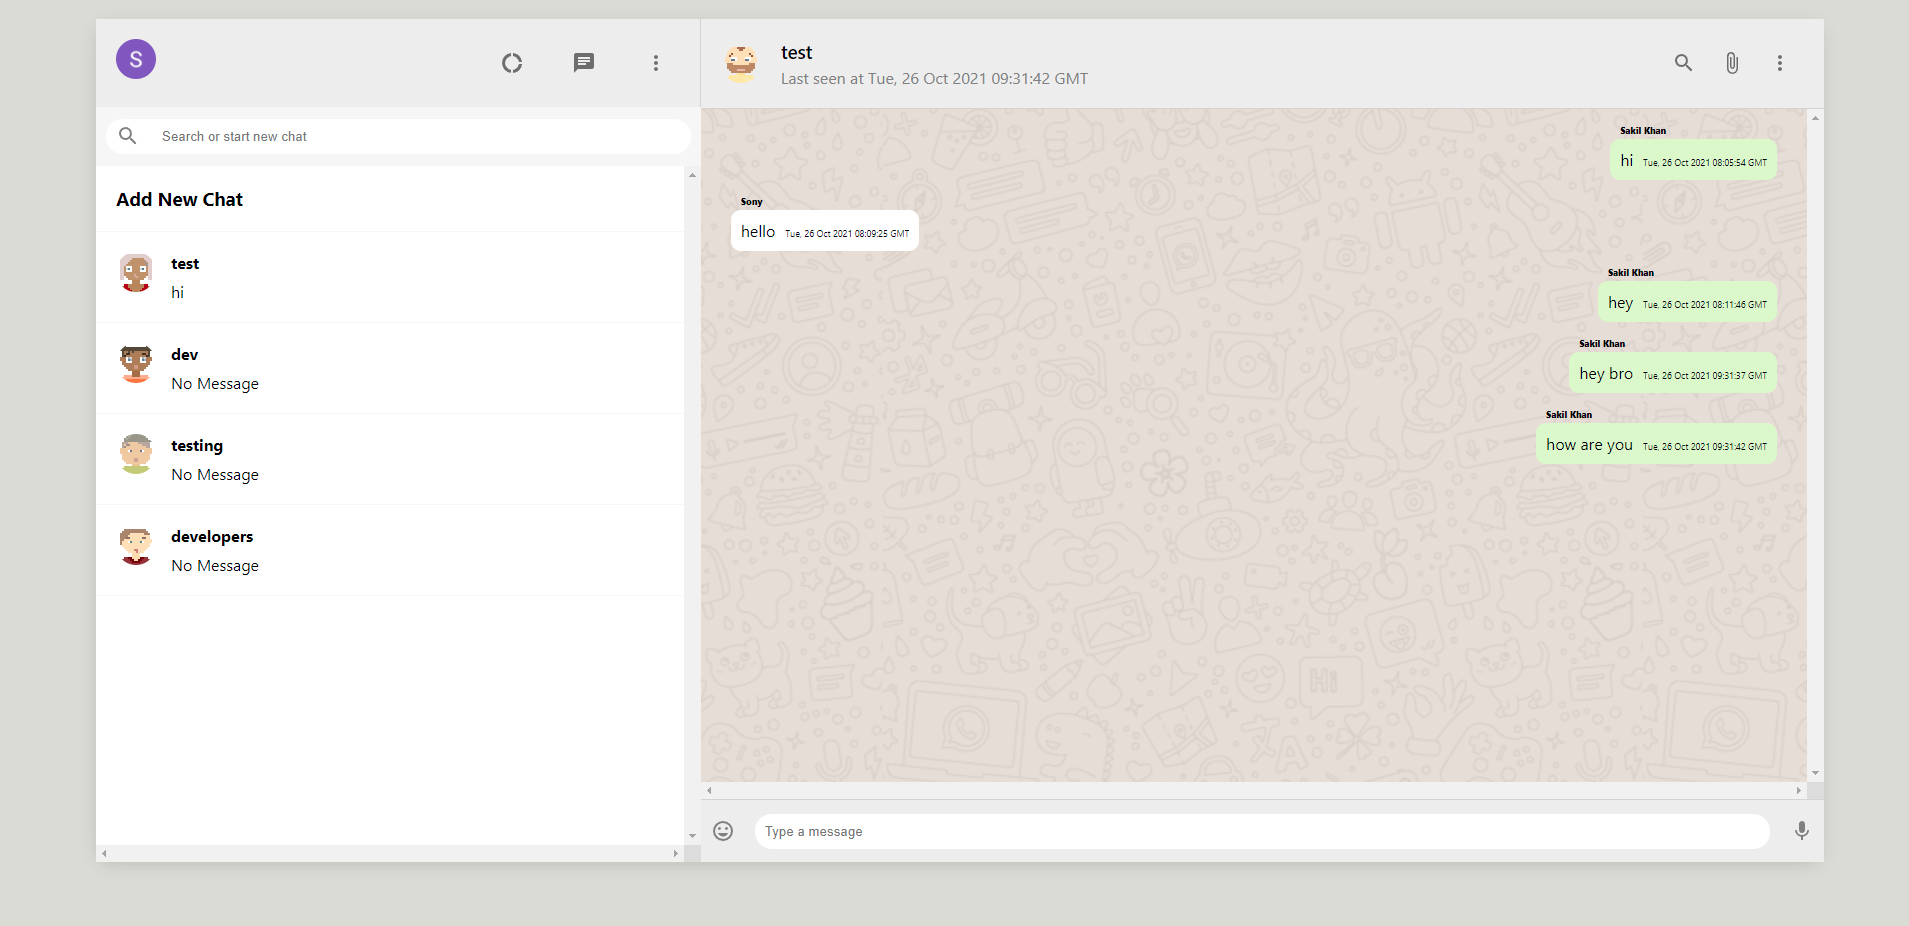 S
Search or start new chat
Add New Chat
test
hi
dev
No Message
testing
No Message
developers
No Message
test
Last seen at Tue, 26 Oct 2021 09:31:42 GMT
Sakil Khan
hi Tue, 26 Oct 2021 08:05:54 GMT
Sony
hello Tue, 26 Oct 2021 08:09:25 GMT
Sakil Khan
hey Tue, 26 Oct 2021 08:11:46 GMT
Sakil Khan
hey bro Tue, 26 Oct 2021 09:31:37 GMT
Sakil Khan
how are you Tue, 26 Oct 2021 09:31:42 GMT
Hi
Type a message